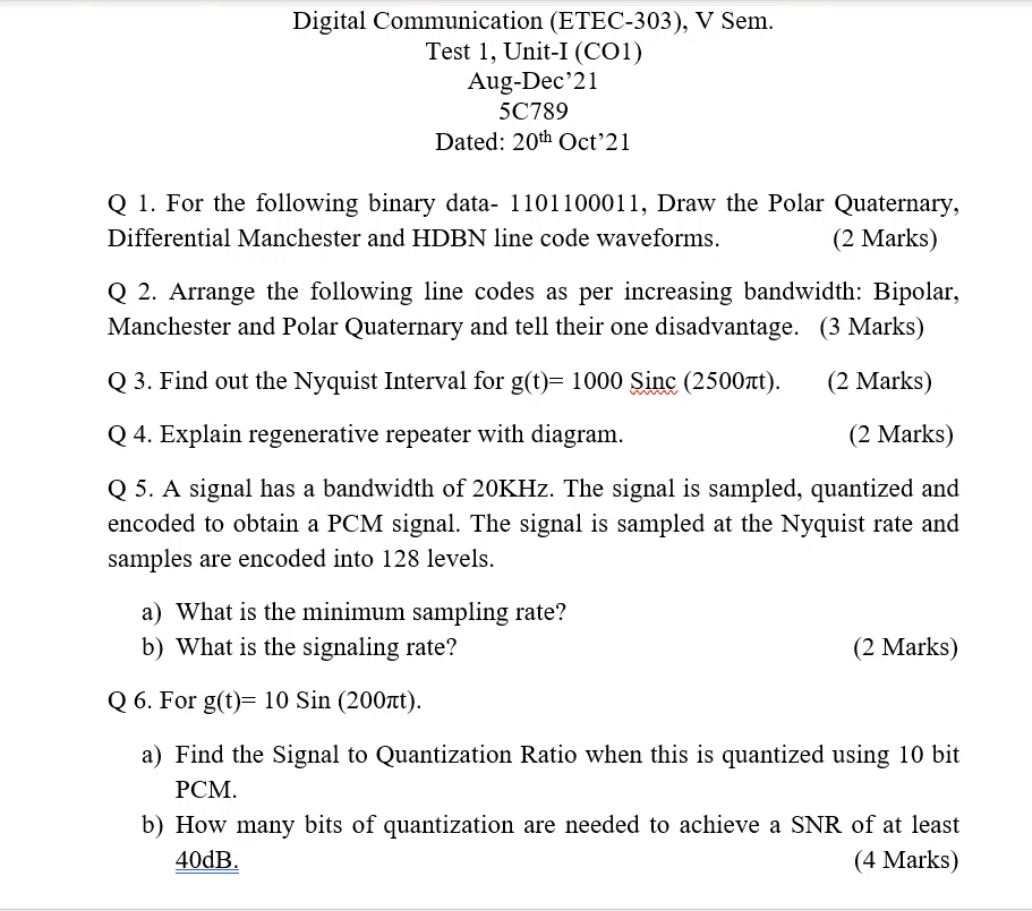 Digital Communication (ETEC-303), V Sem.
Test 1, Unit-I (CO1)
Aug-Dec’21
5C789
Dated: 20th Oct’21
Q 1. For the following binary data- 1101100011, Draw the Polar Quaternary,
Differential Manchester and HDBN line code waveforms. (2 Marks)
Q 2. Arrange the following line codes as per increasing bandwidth: Bipolar,
Manchester and Polar Quaternary and tell their one disadvantage. (3 Marks)
Q 3. Find out the Nyquist Interval for g(t)= 1000 Sinc (2500πt). (2 Marks)
Q 4. Explain regenerative repeater with diagram. (2 Marks)
Q 5. A signal has a bandwidth of 20KHz. The signal is sampled, quantized and
encoded to obtain a PCM signal. The signal is sampled at the Nyquist rate and
samples are encoded into 128 levels.
a) What is the minimum sampling rate?
b) What is the signaling rate? (2 Marks)
Q 6. For g(t)= 10 Sin (200πt).
a) Find the Signal to Quantization Ratio when this is quantized using 10 bit
PCM.
b) How many bits of quantization are needed to achieve a SNR of at least
40dB. (4 Marks)